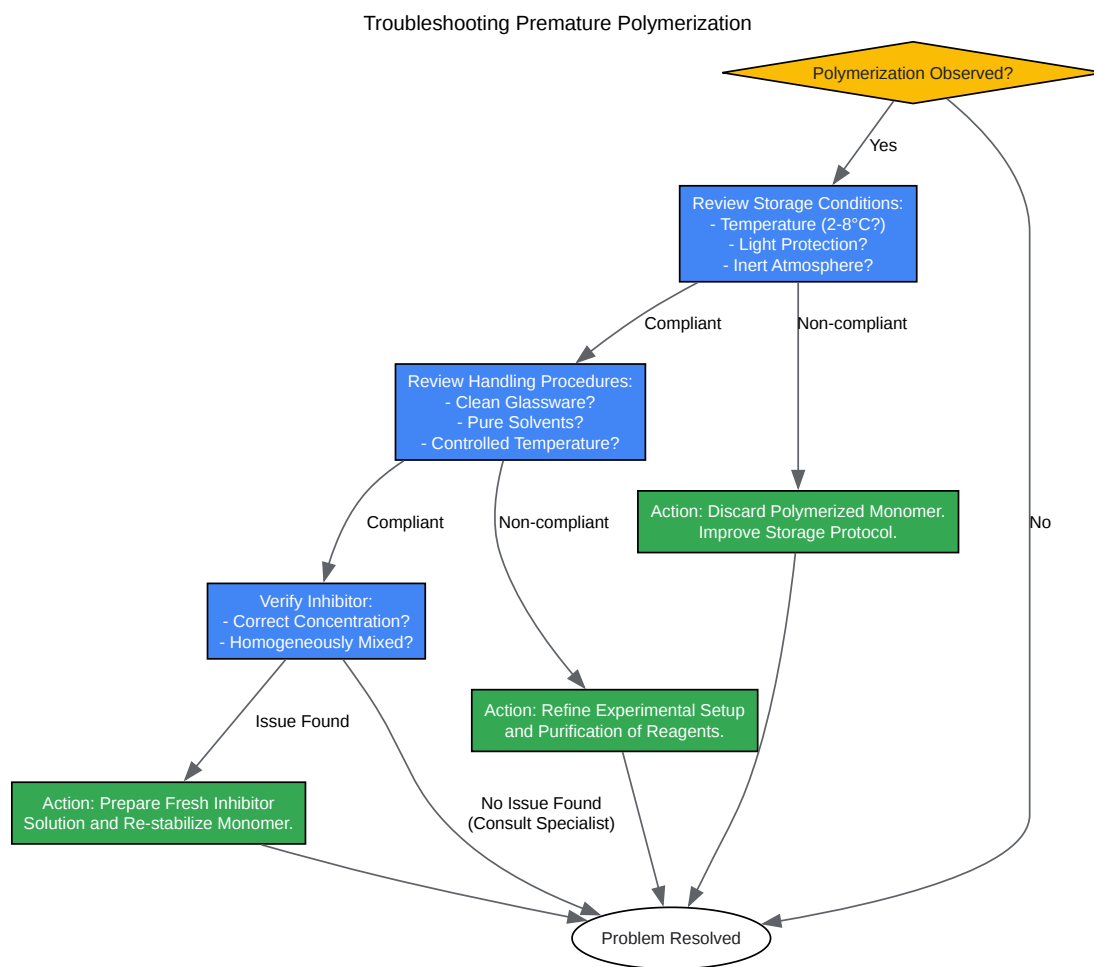 Troubleshooting Premature Polymerization
Polymerization Observed?
Yes
Review Storage Conditions:
- Temperature (2-8°C?)
- Light Protection?
- Inert Atmosphere?
Compliant
Non-compliant
Review Handling Procedures:
- Clean Glassware?
- Pure Solvents?
- Controlled Temperature?
Action: Discard Polymerized Monomer.
Improve Storage Protocol.
No
Compliant
Non-compliant
Verify Inhibitor:
- Correct Concentration?
- Homogeneously Mixed?
Action: Refine Experimental Setup
and Purification of Reagents.
Issue Found
No Issue Found
(Consult Specialist)
Action: Prepare Fresh Inhibitor
Solution and Re-stabilize Monomer.
Problem Resolved